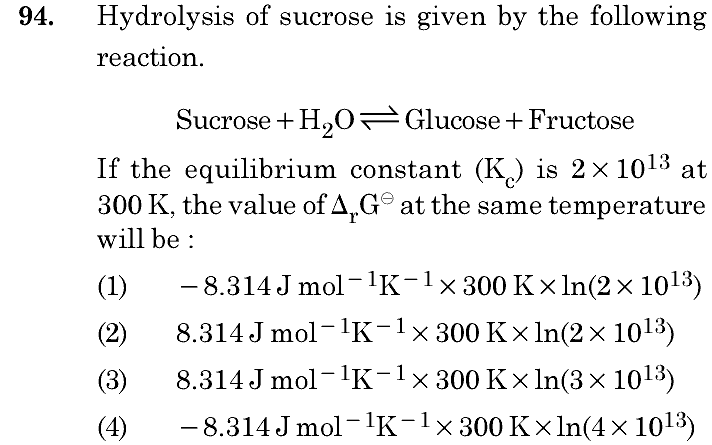 94. Hydrolysis of sucrose is given by the following
reaction.
Sucrose + H₂O ⇌ Glucose + Fructose
If the equilibrium constant (K꜀) is 2 × 10¹³ at
300 K, the value of ΔᵣG⊖ at the same temperature
will be :
(1) − 8.314 J mol⁻¹K⁻¹ × 300 K × ln(2 × 10¹³)
(2) 8.314 J mol⁻¹K⁻¹ × 300 K × ln(2 × 10¹³)
(3) 8.314 J mol⁻¹K⁻¹ × 300 K × ln(3 × 10¹³)
(4) − 8.314 J mol⁻¹K⁻¹ × 300 K × ln(4 × 10¹³)